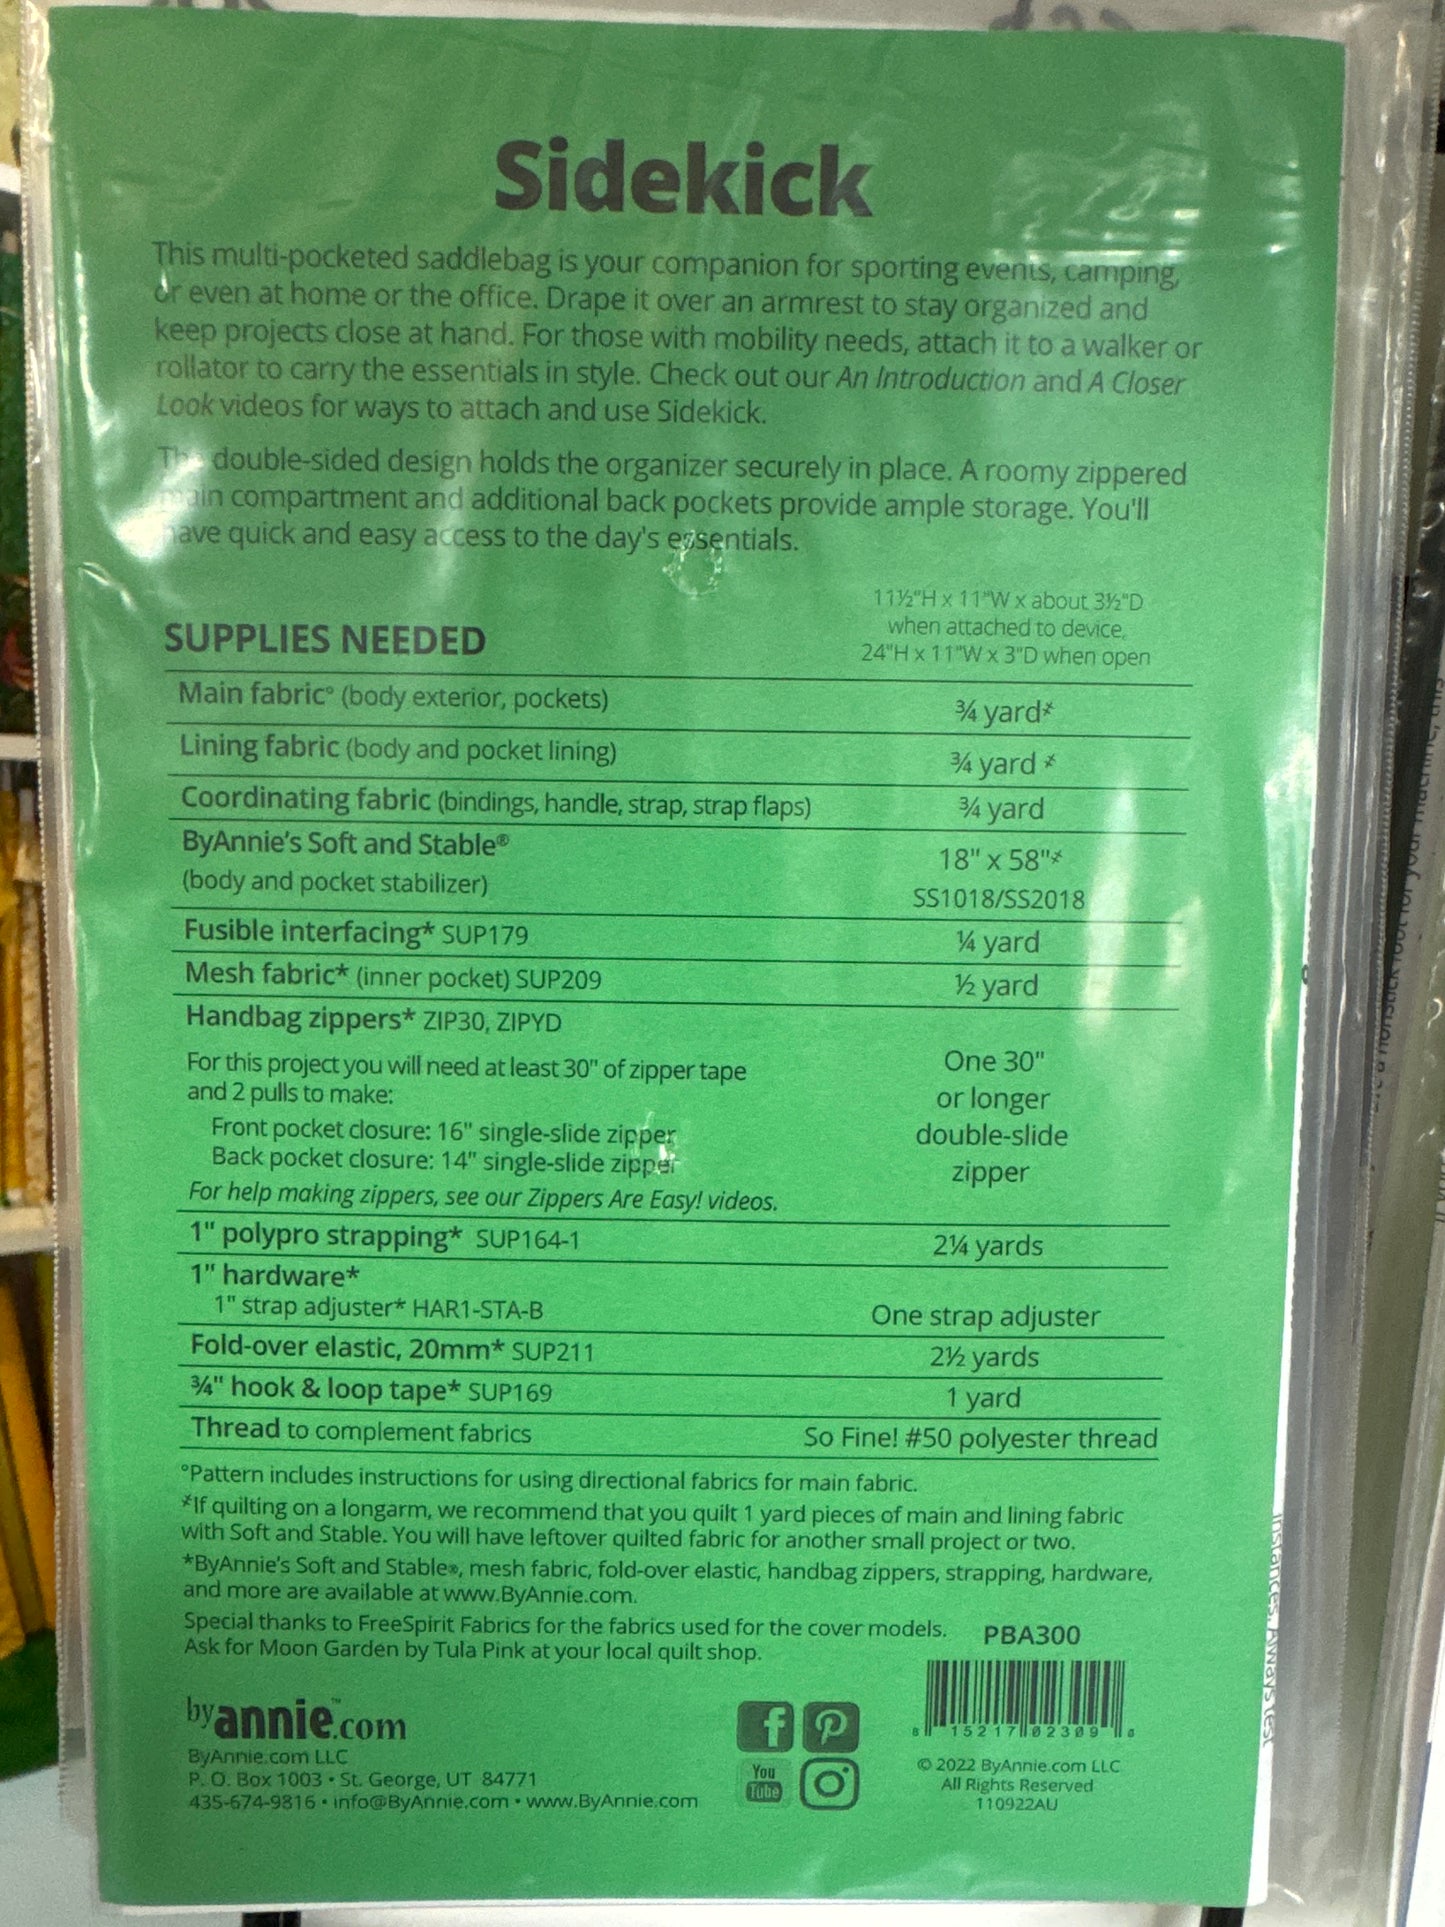 Sidekick
This multi-pocketed saddlebag is your companion for sporting events, camping,
or even at home or the office. Drape it over an armrest to stay organized and
keep projects close at hand. For those with mobility needs, attach it to a walker or
rollator to carry the essentials in style. Check out our An Introduction and A Closer
Look videos for ways to attach and use Sidekick.
The double-sided design holds the organizer securely in place. A roomy zippered
main compartment and additional back pockets provide ample storage. You'll
have quick and easy access to the day's essentials.
11½"H x 11"W x about 3½"D
when attached to device,
24"H x 11"W x 3"D when open
SUPPLIES NEEDED
Main fabric° (body exterior, pockets) ¾ yard≭
Lining fabric (body and pocket lining) ¾ yard ≭
Coordinating fabric (bindings, handle, strap, strap flaps) ¾ yard
ByAnnie's Soft and Stable® 18" x 58"≭
(body and pocket stabilizer) SS1018/SS2018
Fusible interfacing* SUP179 ¼ yard
Mesh fabric* (inner pocket) SUP209 ½ yard
Handbag zippers* ZIP30, ZIPYD
For this project you will need at least 30" of zipper tape
and 2 pulls to make:
Front pocket closure: 16" single-slide zipper
Back pocket closure: 14" single-slide zipper
For help making zippers, see our Zippers Are Easy! videos.
One 30"
or longer
double-slide
zipper
1" polypro strapping* SUP164-1 2¼ yards
1" hardware*
1" strap adjuster* HAR1-STA-B One strap adjuster
Fold-over elastic, 20mm* SUP211 2½ yards
¾" hook & loop tape* SUP169 1 yard
Thread to complement fabrics So Fine! #50 polyester thread
°Pattern includes instructions for using directional fabrics for main fabric.
≭If quilting on a longarm, we recommend that you quilt 1 yard pieces of main and lining fabric
with Soft and Stable. You will have leftover quilted fabric for another small project or two.
*ByAnnie's Soft and Stable®, mesh fabric, fold-over elastic, handbag zippers, strapping, hardware,
and more are available at www.ByAnnie.com.
Special thanks to FreeSpirit Fabrics for the fabrics used for the cover models.
Ask for Moon Garden by Tula Pink at your local quilt shop.
PBA300
byannie.com™
ByAnnie.com LLC
P. O. Box 1003 • St. George, UT 84771
435-674-9816 • info@ByAnnie.com • www.ByAnnie.com
f
You
Tube
8 15217 02309 8
© 2022 ByAnnie.com LLC
All Rights Reserved
110922AU